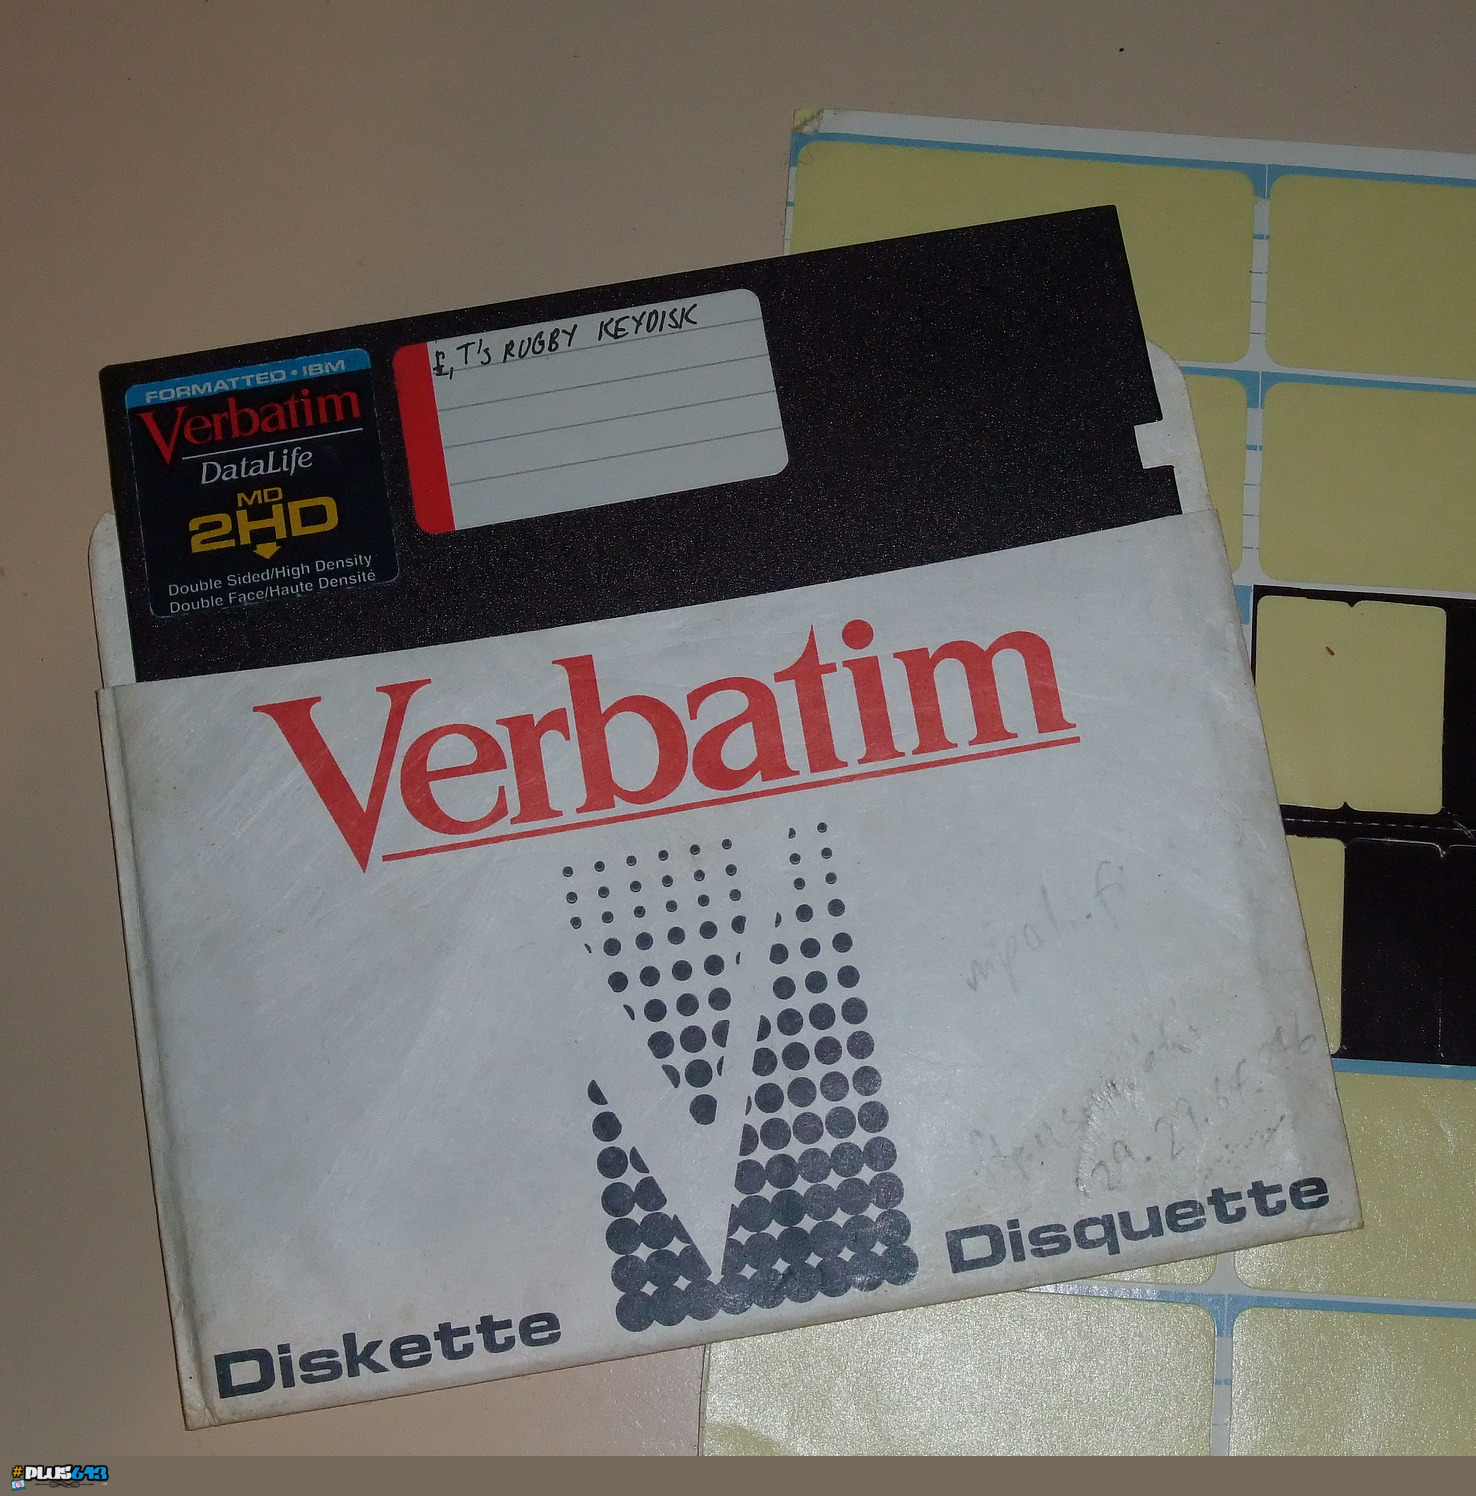 £, T's RUGBY KEYDISK
FORMATTED • IBM
Verbatim
DataLife
MD
2HD
Double Sided/High Density
Double Face/Haute Densité
Verbatim
Disquette
Diskette
#PLUS613